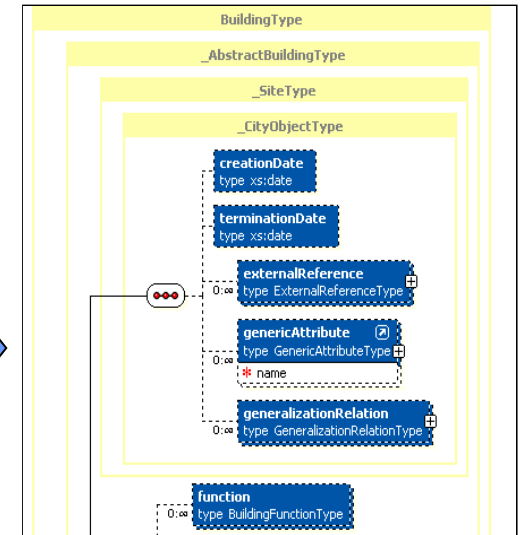 BuildingType
_AbstractBuildingType
_SiteType
_CityObjectType
creationDate
type xs:date
terminationDate
type xs:date
externalReference
0:∞ type ExternalReferenceType
genericAttribute
type GenericAttributeType
0:∞
* name
generalizationRelation
0:∞ type GeneralizationRelationType
function
0:∞ type BuildingFunctionType